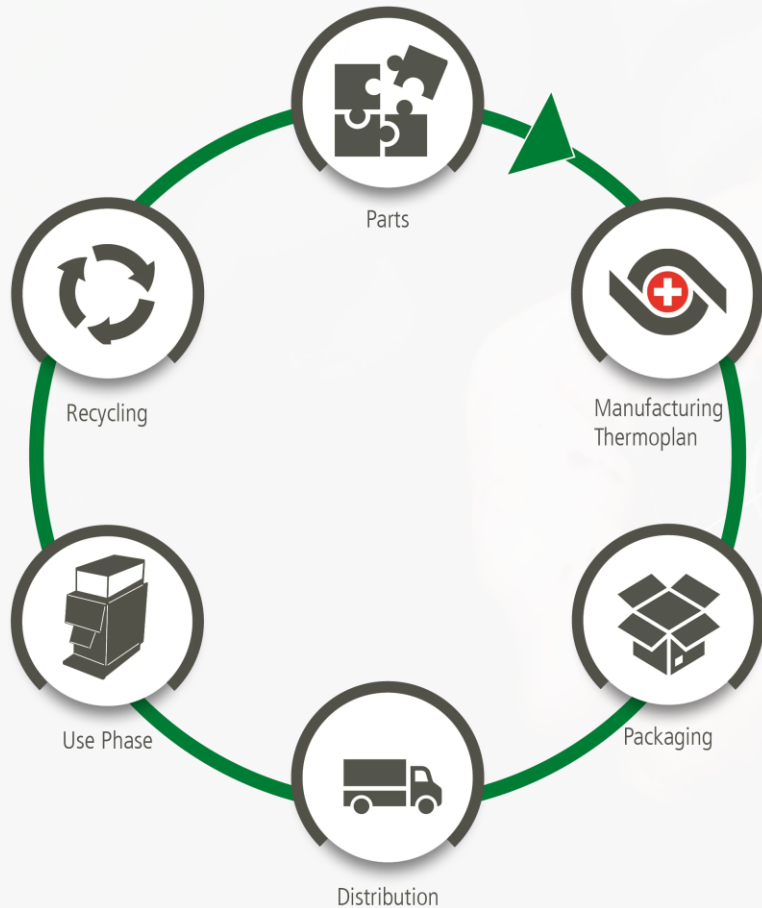 Parts
Recycling
Manufacturing
Thermoplan
Use Phase
Packaging
Distribution